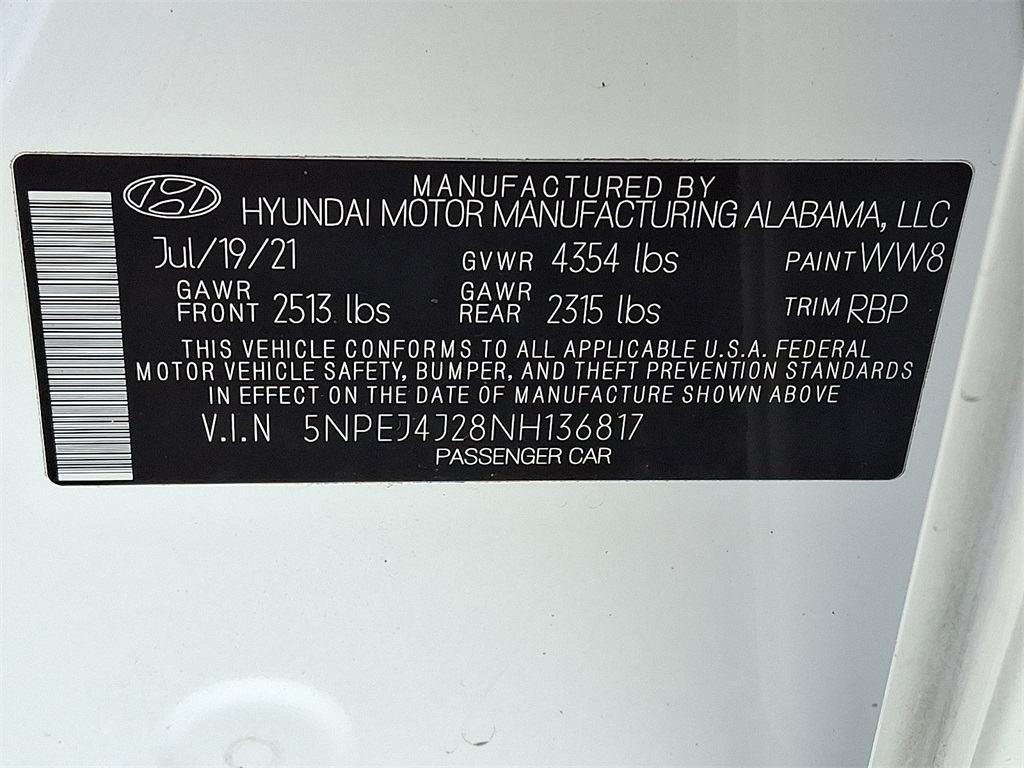 MANUFACTURED BY
HYUNDAI MOTOR MANUFACTURING ALABAMA, LLC
Jul/19/21 GVWR 4354 lbs PAINT WW8
GAWR FRONT 2513 lbs GAWR REAR 2315 lbs TRIM RBP
THIS VEHICLE CONFORMS TO ALL APPLICABLE U.S.A. FEDERAL
MOTOR VEHICLE SAFETY, BUMPER, AND THEFT PREVENTION STANDARDS
IN EFFECT ON THE DATE OF MANUFACTURE SHOWN ABOVE
V.I.N 5NPEJ4J28NH136817
PASSENGER CAR